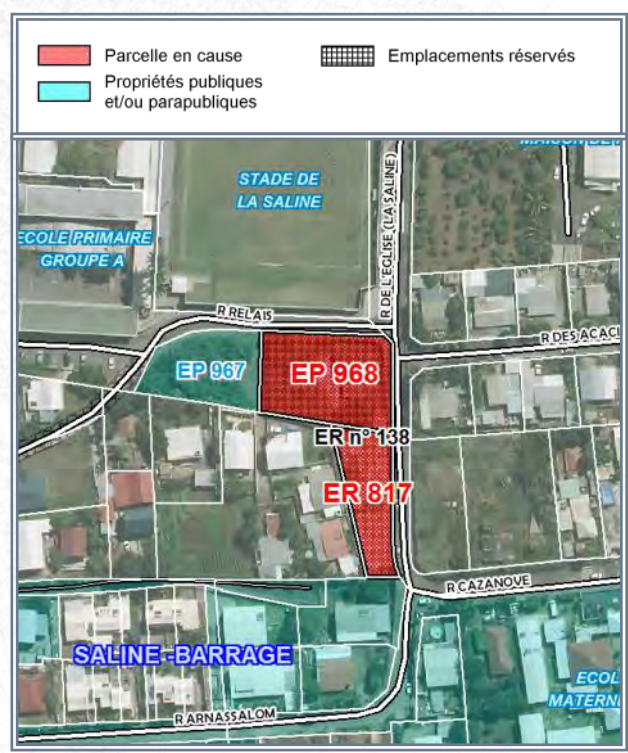 Parcelle en cause
Emplacements réservés
Propriétés publiques
et/ou parapubliques
STADE DE
LA SALINE
ECOLE PRIMAIRE
GROUPE A
R DE L'EGLISE (LA SALINE)
R RELAIS
R DES ACACI
EP 967
EP 968
ER n° 138
ER 817
R CAZANOVE
SALINE -BARRAGE
ECOL
MATERNE
R ARNASSALOM